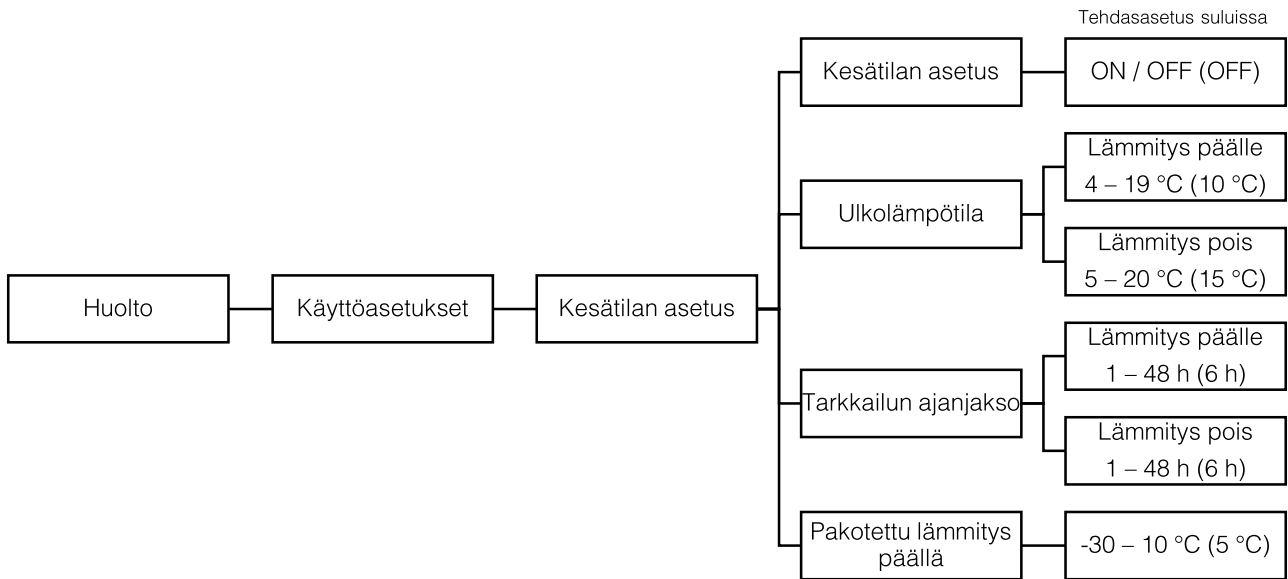 Tehdasasetus suluissa
Kesätilan asetus
ON / OFF (OFF)
Ulkolämpötila
Lämmitys päälle
4 – 19 °C (10 °C)
Lämmitys pois
5 – 20 °C (15 °C)
Huolto
Käyttöasetukset
Kesätilan asetus
Tarkkailun ajanjakso
Lämmitys päälle
1 – 48 h (6 h)
Lämmitys pois
1 – 48 h (6 h)
Pakotettu lämmitys
päällä
-30 – 10 °C (5 °C)